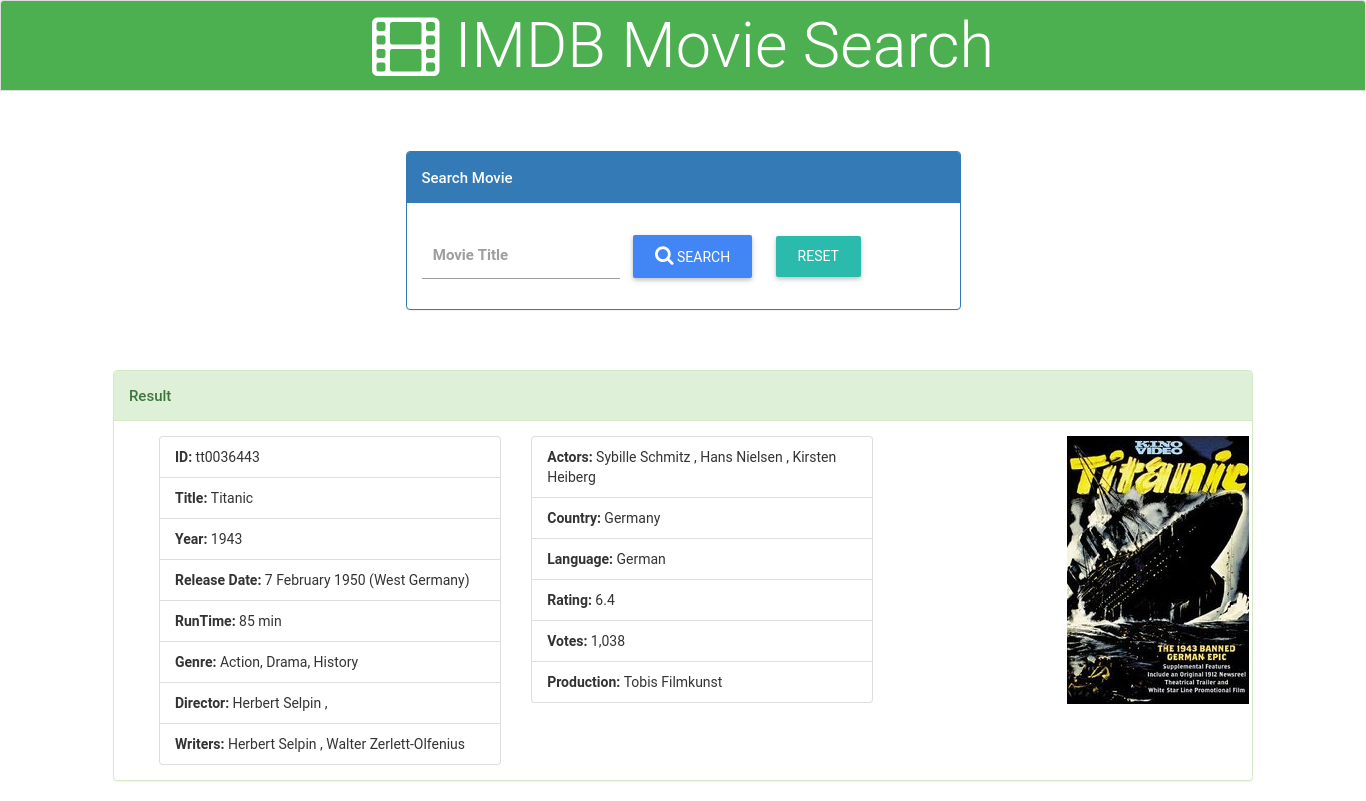 IMDB Movie Search
Search Movie
Movie Title
SEARCH
RESET
Result
ID: tt0036443
Title: Titanic
Year: 1943
Release Date: 7 February 1950 (West Germany)
RunTime: 85 min
Genre: Action, Drama, History
Director: Herbert Selpin ,
Writers: Herbert Selpin , Walter Zerlett-Olfenius
Actors: Sybille Schmitz , Hans Nielsen , Kirsten
Heiberg
Country: Germany
Language: German
Rating: 6.4
Votes: 1,038
Production: Tobis Filmkunst
KINO
VIDEO
Titanic
THE 1943 BANNED
GERMAN EPIC
Supplemental Features
Include an Original 1912 Newsreel
Theatrical Trailer and
White Star Line Promotional Film